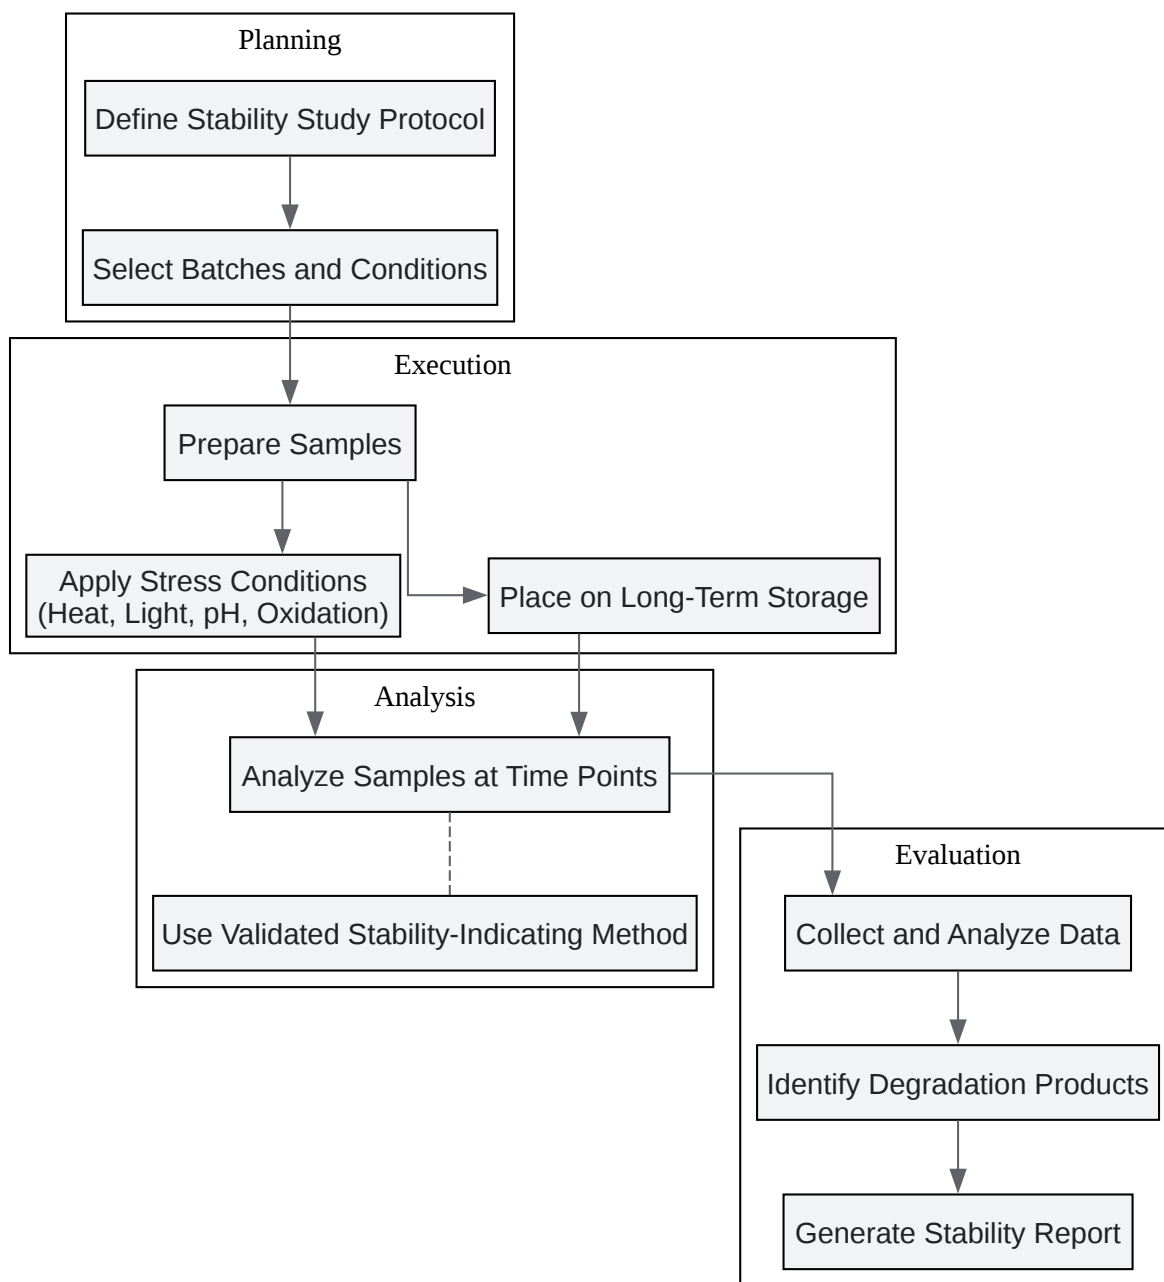 Planning
Define Stability Study Protocol
Select Batches and Conditions
Execution
Prepare Samples
Apply Stress Conditions
(Heat, Light, pH, Oxidation)
Place on Long-Term Storage
Analysis
Analyze Samples at Time Points
Use Validated Stability-Indicating Method
Evaluation
Collect and Analyze Data
Identify Degradation Products
Generate Stability Report